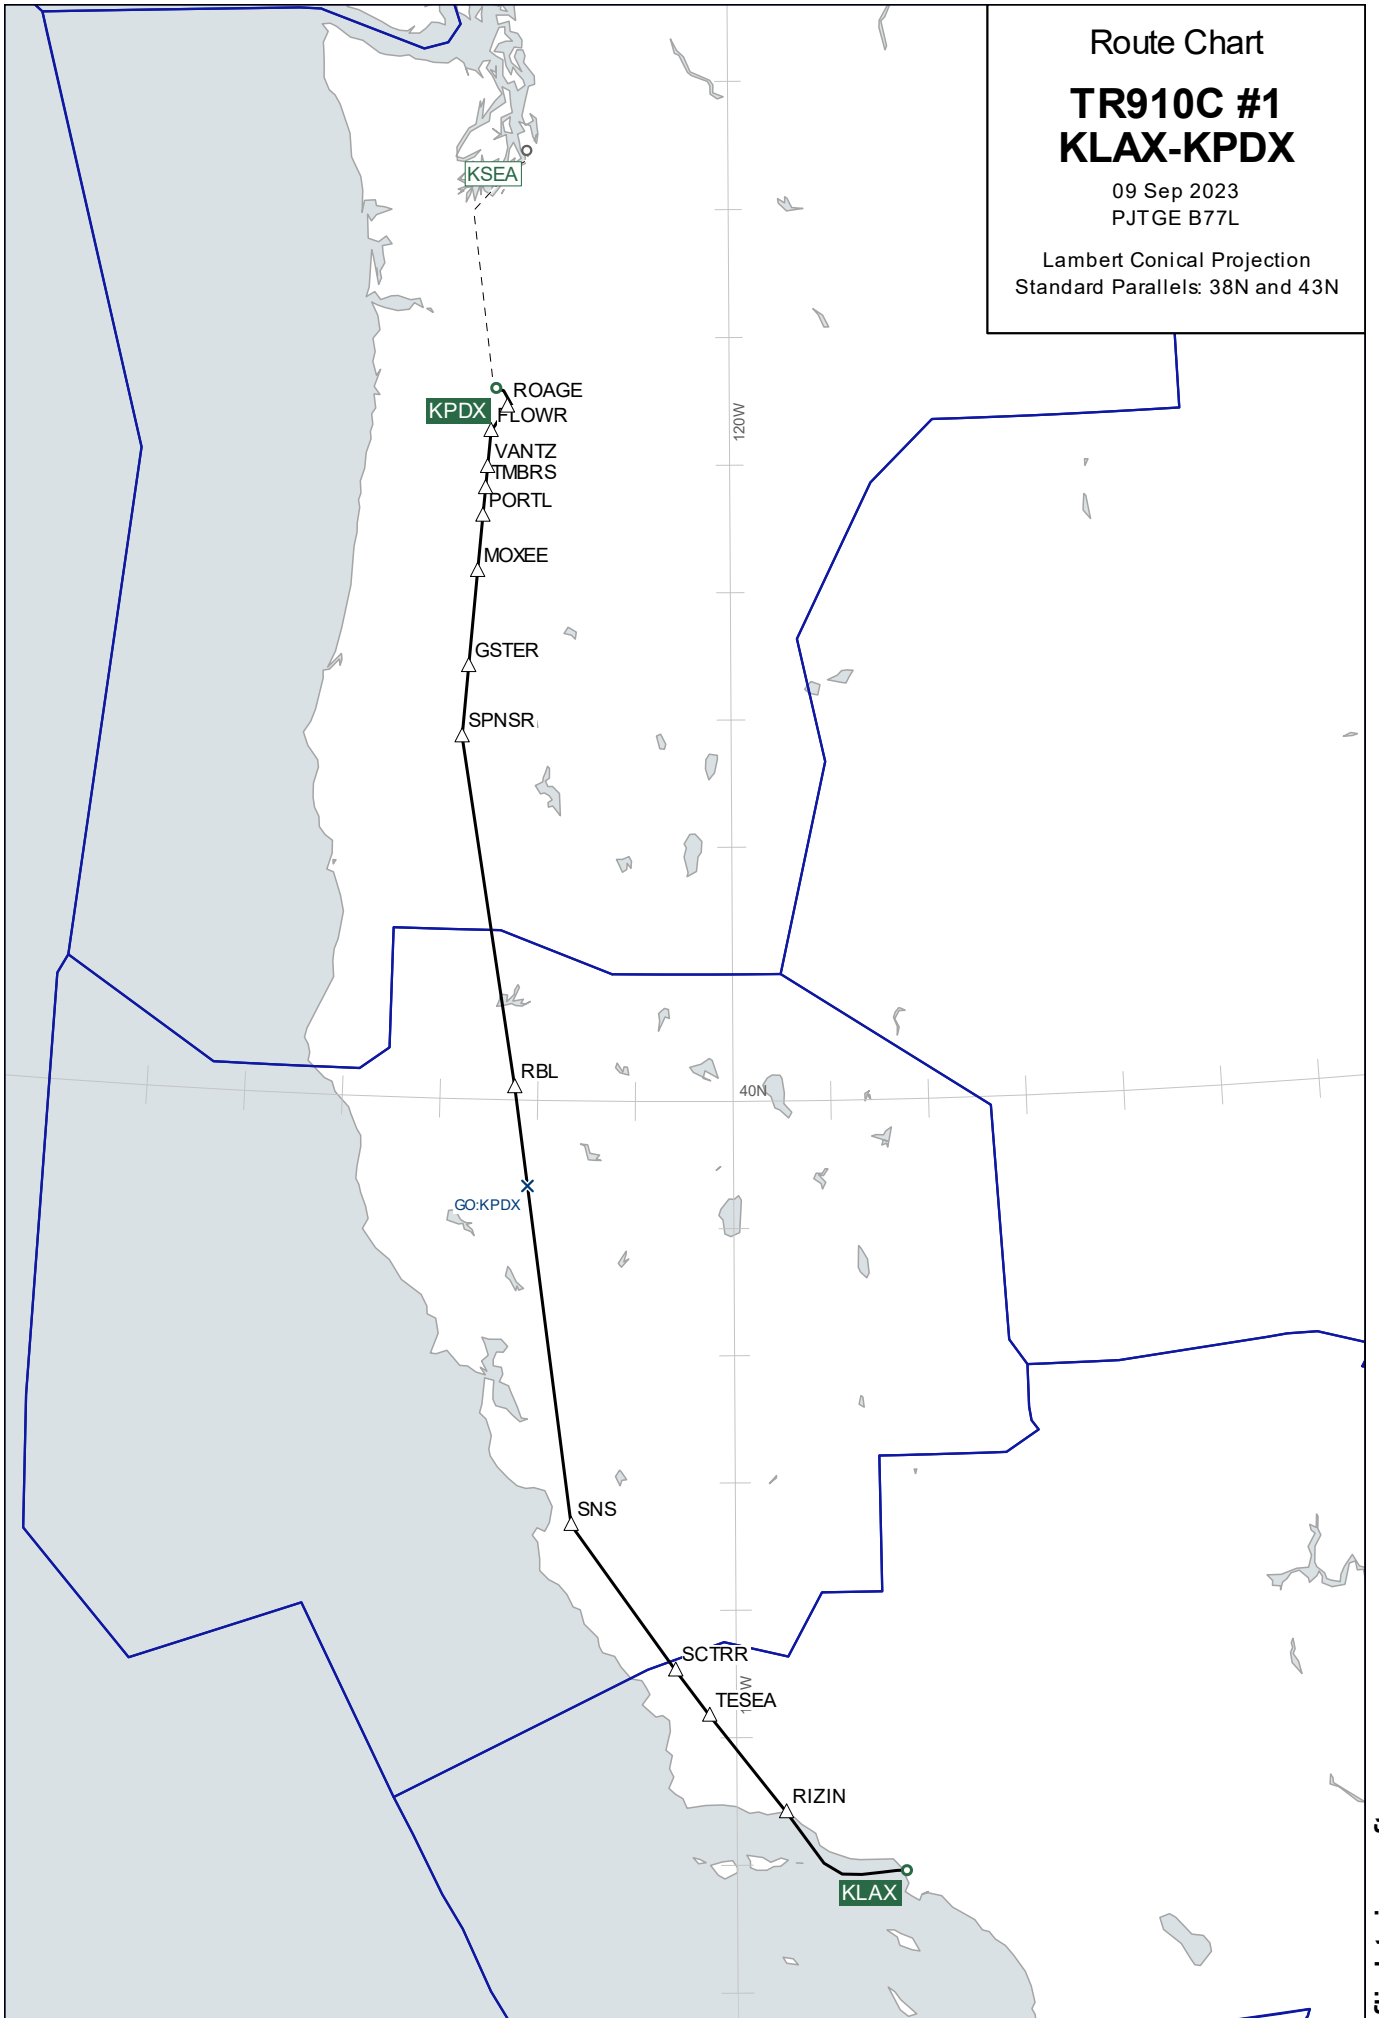 Route Chart
TR910C #1
KLAX-KPDX
09 Sep 2023
PJTGE B77L
Lambert Conical Projection
Standard Parallels: 38N and 43N
KSEA
ROAGE
KPDX
FLOWR
120W
VANTZ
TMBRS
PORTL
MOXEE
GSTER
SPNSR
RBL
40N
GO:KPDX
SNS
SCTRR
TESEA
RIZIN
KLAX